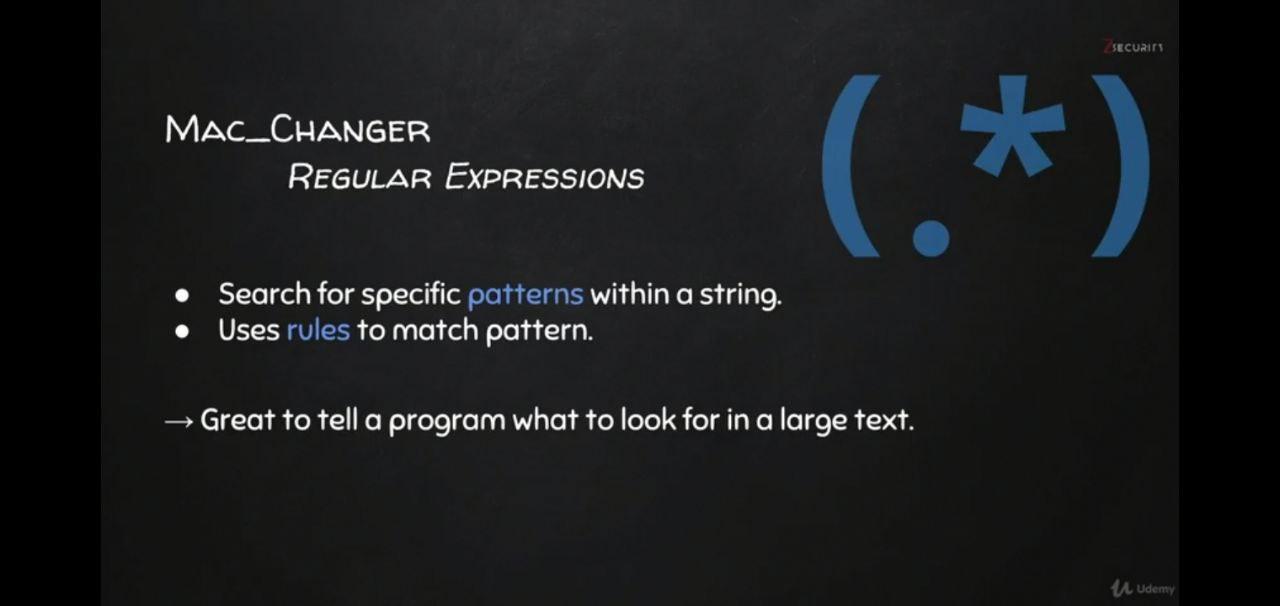 ZSECURITY
MAC_CHANGER
REGULAR EXPRESSIONS
(.*)
● Search for specific patterns within a string.
● Uses rules to match pattern.
→ Great to tell a program what to look for in a large text.
Udemy